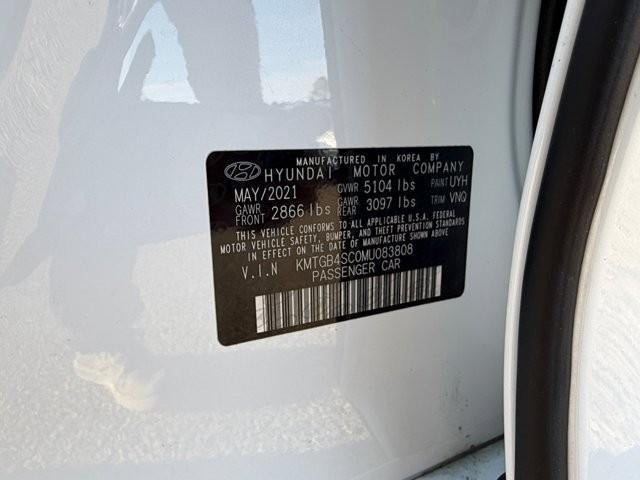 MANUFACTURED IN KOREA BY
HYUNDAI MOTOR COMPANY
MAY/2021 GVWR 5104 lbs PAINT UYH
GAWR FRONT 2866 lbs GAWR REAR 3097 lbs TRIM VNQ
THIS VEHICLE CONFORMS TO ALL APPLICABLE U.S.A. FEDERAL
MOTOR VEHICLE SAFETY, BUMPER, AND THEFT PREVENTION STANDARDS
IN EFFECT ON THE DATE OF MANUFACTURE SHOWN ABOVE.
V.I.N KMTGB4SC0MU083808
PASSENGER CAR